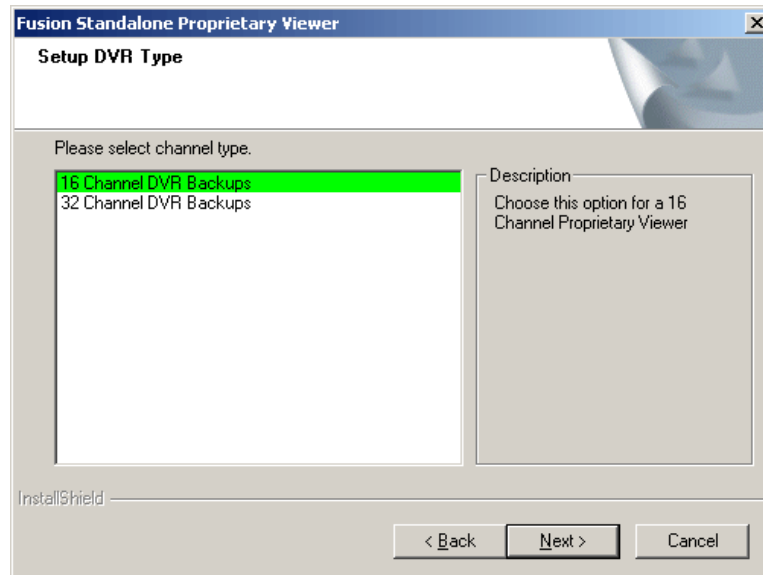 Fusion Standalone Proprietary Viewer
Setup DVR Type
Please select channel type.
16 Channel DVR Backups
32 Channel DVR Backups
Description
Choose this option for a 16
Channel Proprietary Viewer
InstallShield
< Back
Next >
Cancel